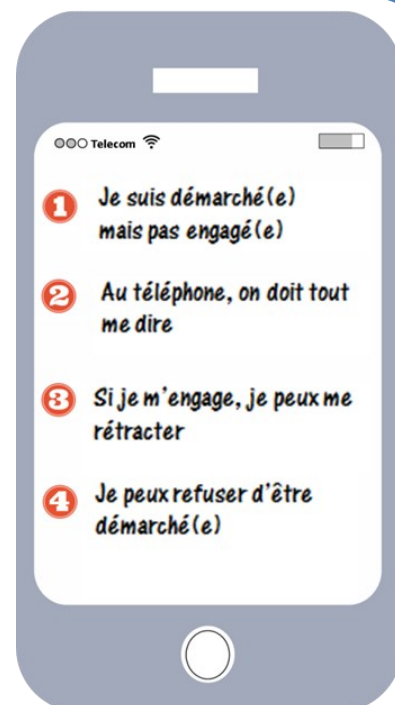 Telecom
1 Je suis démarché(e)
mais pas engagé(e)
2 Au téléphone, on doit tout
me dire
3 Si je m'engage, je peux me
rétracter
4 Je peux refuser d'être
démarché(e)